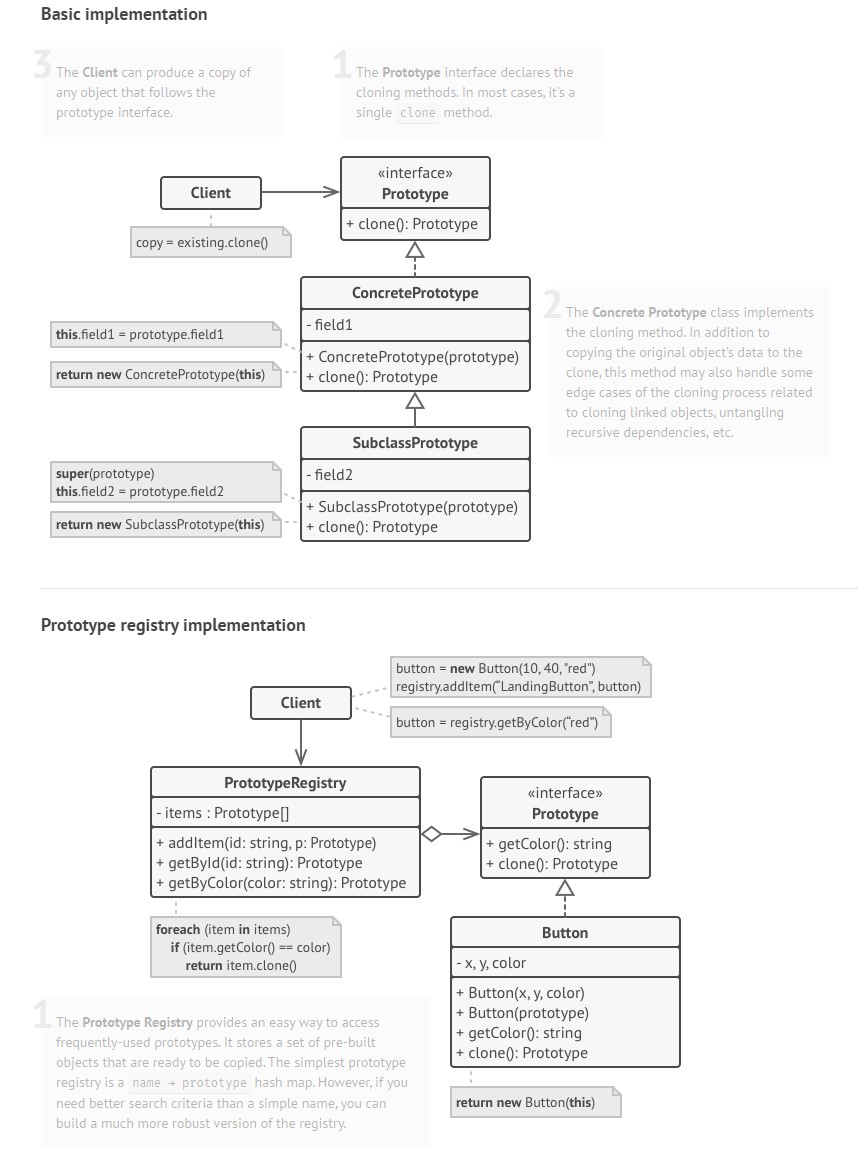 Basic implementation
3
The Client can produce a copy of
any object that follows the
prototype interface.
1
The Prototype interface declares the
cloning methods. In most cases, it's a
single clone method.
Client
copy = existing.clone()
«interface»
Prototype
+ clone(): Prototype
ConcretePrototype
- field1
+ ConcretePrototype(prototype)
+ clone(): Prototype
this.field1 = prototype.field1
return new ConcretePrototype(this)
2
The Concrete Prototype class implements
the cloning method. In addition to
copying the original object's data to the
clone, this method may also handle some
edge cases of the cloning process related
to cloning linked objects, untangling
recursive dependencies, etc.
SubclassPrototype
- field2
+ SubclassPrototype(prototype)
+ clone(): Prototype
super(prototype)
this.field2 = prototype.field2
return new SubclassPrototype(this)
Prototype registry implementation
Client
button = new Button(10, 40, "red")
registry.addItem(“LandingButton”, button)
button = registry.getByColor(“red”)
PrototypeRegistry
- items : Prototype[]
+ addItem(id: string, p: Prototype)
+ getById(id: string): Prototype
+ getByColor(color: string): Prototype
foreach (item in items)
if (item.getColor() == color)
return item.clone()
«interface»
Prototype
+ getColor(): string
+ clone(): Prototype
Button
- x, y, color
+ Button(x, y, color)
+ Button(prototype)
+ getColor(): string
+ clone(): Prototype
return new Button(this)
1
The Prototype Registry provides an easy way to access
frequently-used prototypes. It stores a set of pre-built
objects that are ready to be copied. The simplest prototype
registry is a name → prototype hash map. However, if you
need better search criteria than a simple name, you can
build a much more robust version of the registry.